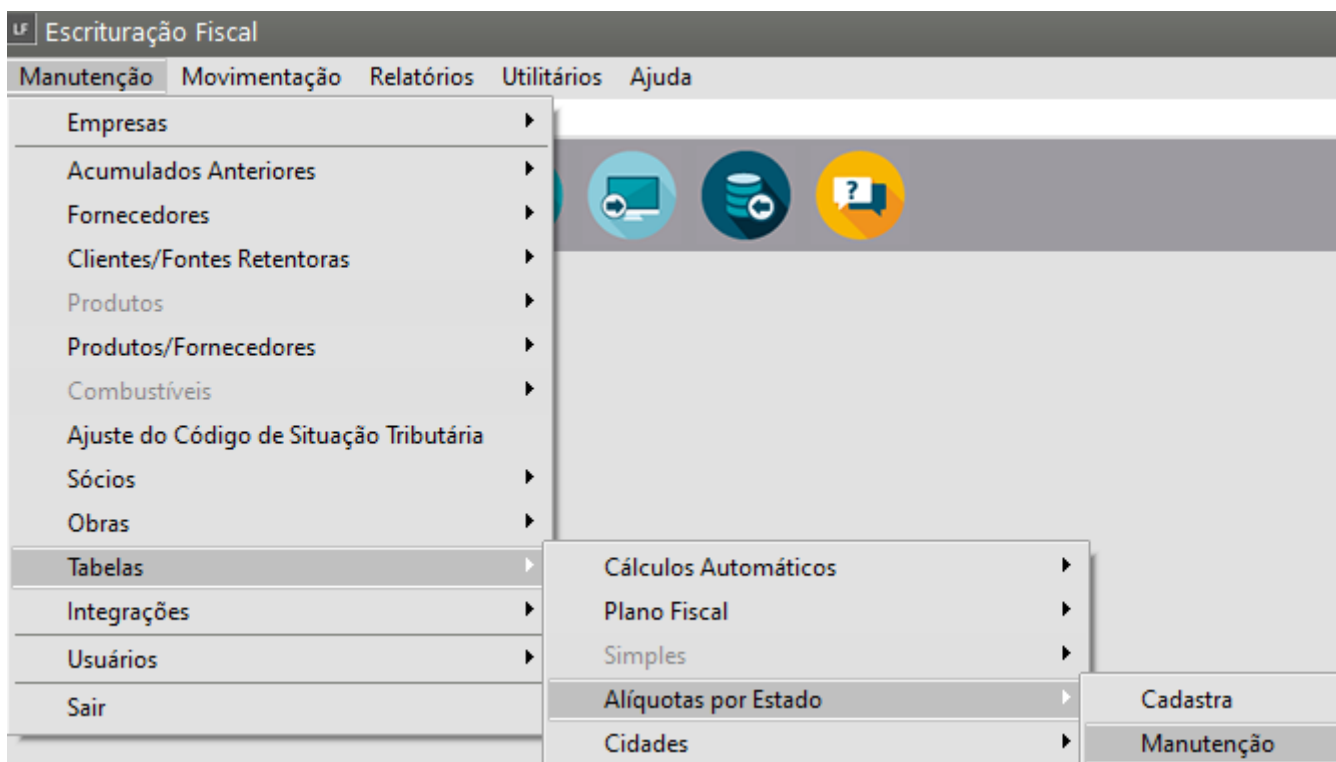 LF Escrituração Fiscal
Manutenção Movimentação Relatórios Utilitários Ajuda
Empresas
Acumulados Anteriores
?
Fornecedores
Clientes/Fontes Retentoras
Produtos
Produtos/Fornecedores
Combustíveis
Ajuste do Código de Situação Tributária
Sócios
Obras
Tabelas
Cálculos Automáticos
Integrações
Plano Fiscal
Usuários
Simples
Sair
Alíquotas por Estado
Cadastra
Cidades
Manutenção